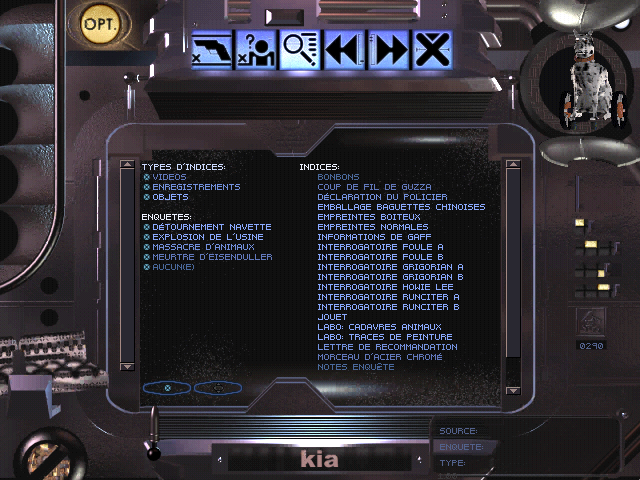 OPT.
TYPES D'INDICES:
VIDEOS
ENREGISTREMENTS
OBJETS
ENQUETES:
DÉTOURNEMENT NAVETTE
EXPLOSION DE L'USINE
MASSACRE D'ANIMAUX
MEURTRE D'EISENDULLER
AUCUN(E)
INDICES:
BONBONS
COUP DE FIL DE GUZZA
DÉCLARATION DU POLICIER
EMBALLAGE BAGUETTES CHINOISES
EMPREINTES BOITEUX
EMPREINTES NORMALES
INFORMATIONS DE GAFF
INTERROGATOIRE FOULE A
INTERROGATOIRE FOULE B
INTERROGATOIRE GRIGORIAN A
INTERROGATOIRE GRIGORIAN B
INTERROGATOIRE HOWIE LEE
INTERROGATOIRE RUNCITER A
INTERROGATOIRE RUNCITER B
JOUET
LABO: CADAVRES ANIMAUX
LABO: TRACES DE PEINTURE
LETTRE DE RECOMMANDATION
MORCEAU D'ACIER CHROMÉ
NOTES ENQUÊTE
0290
SOURCE:
ENQUETE:
TYPE:
kia